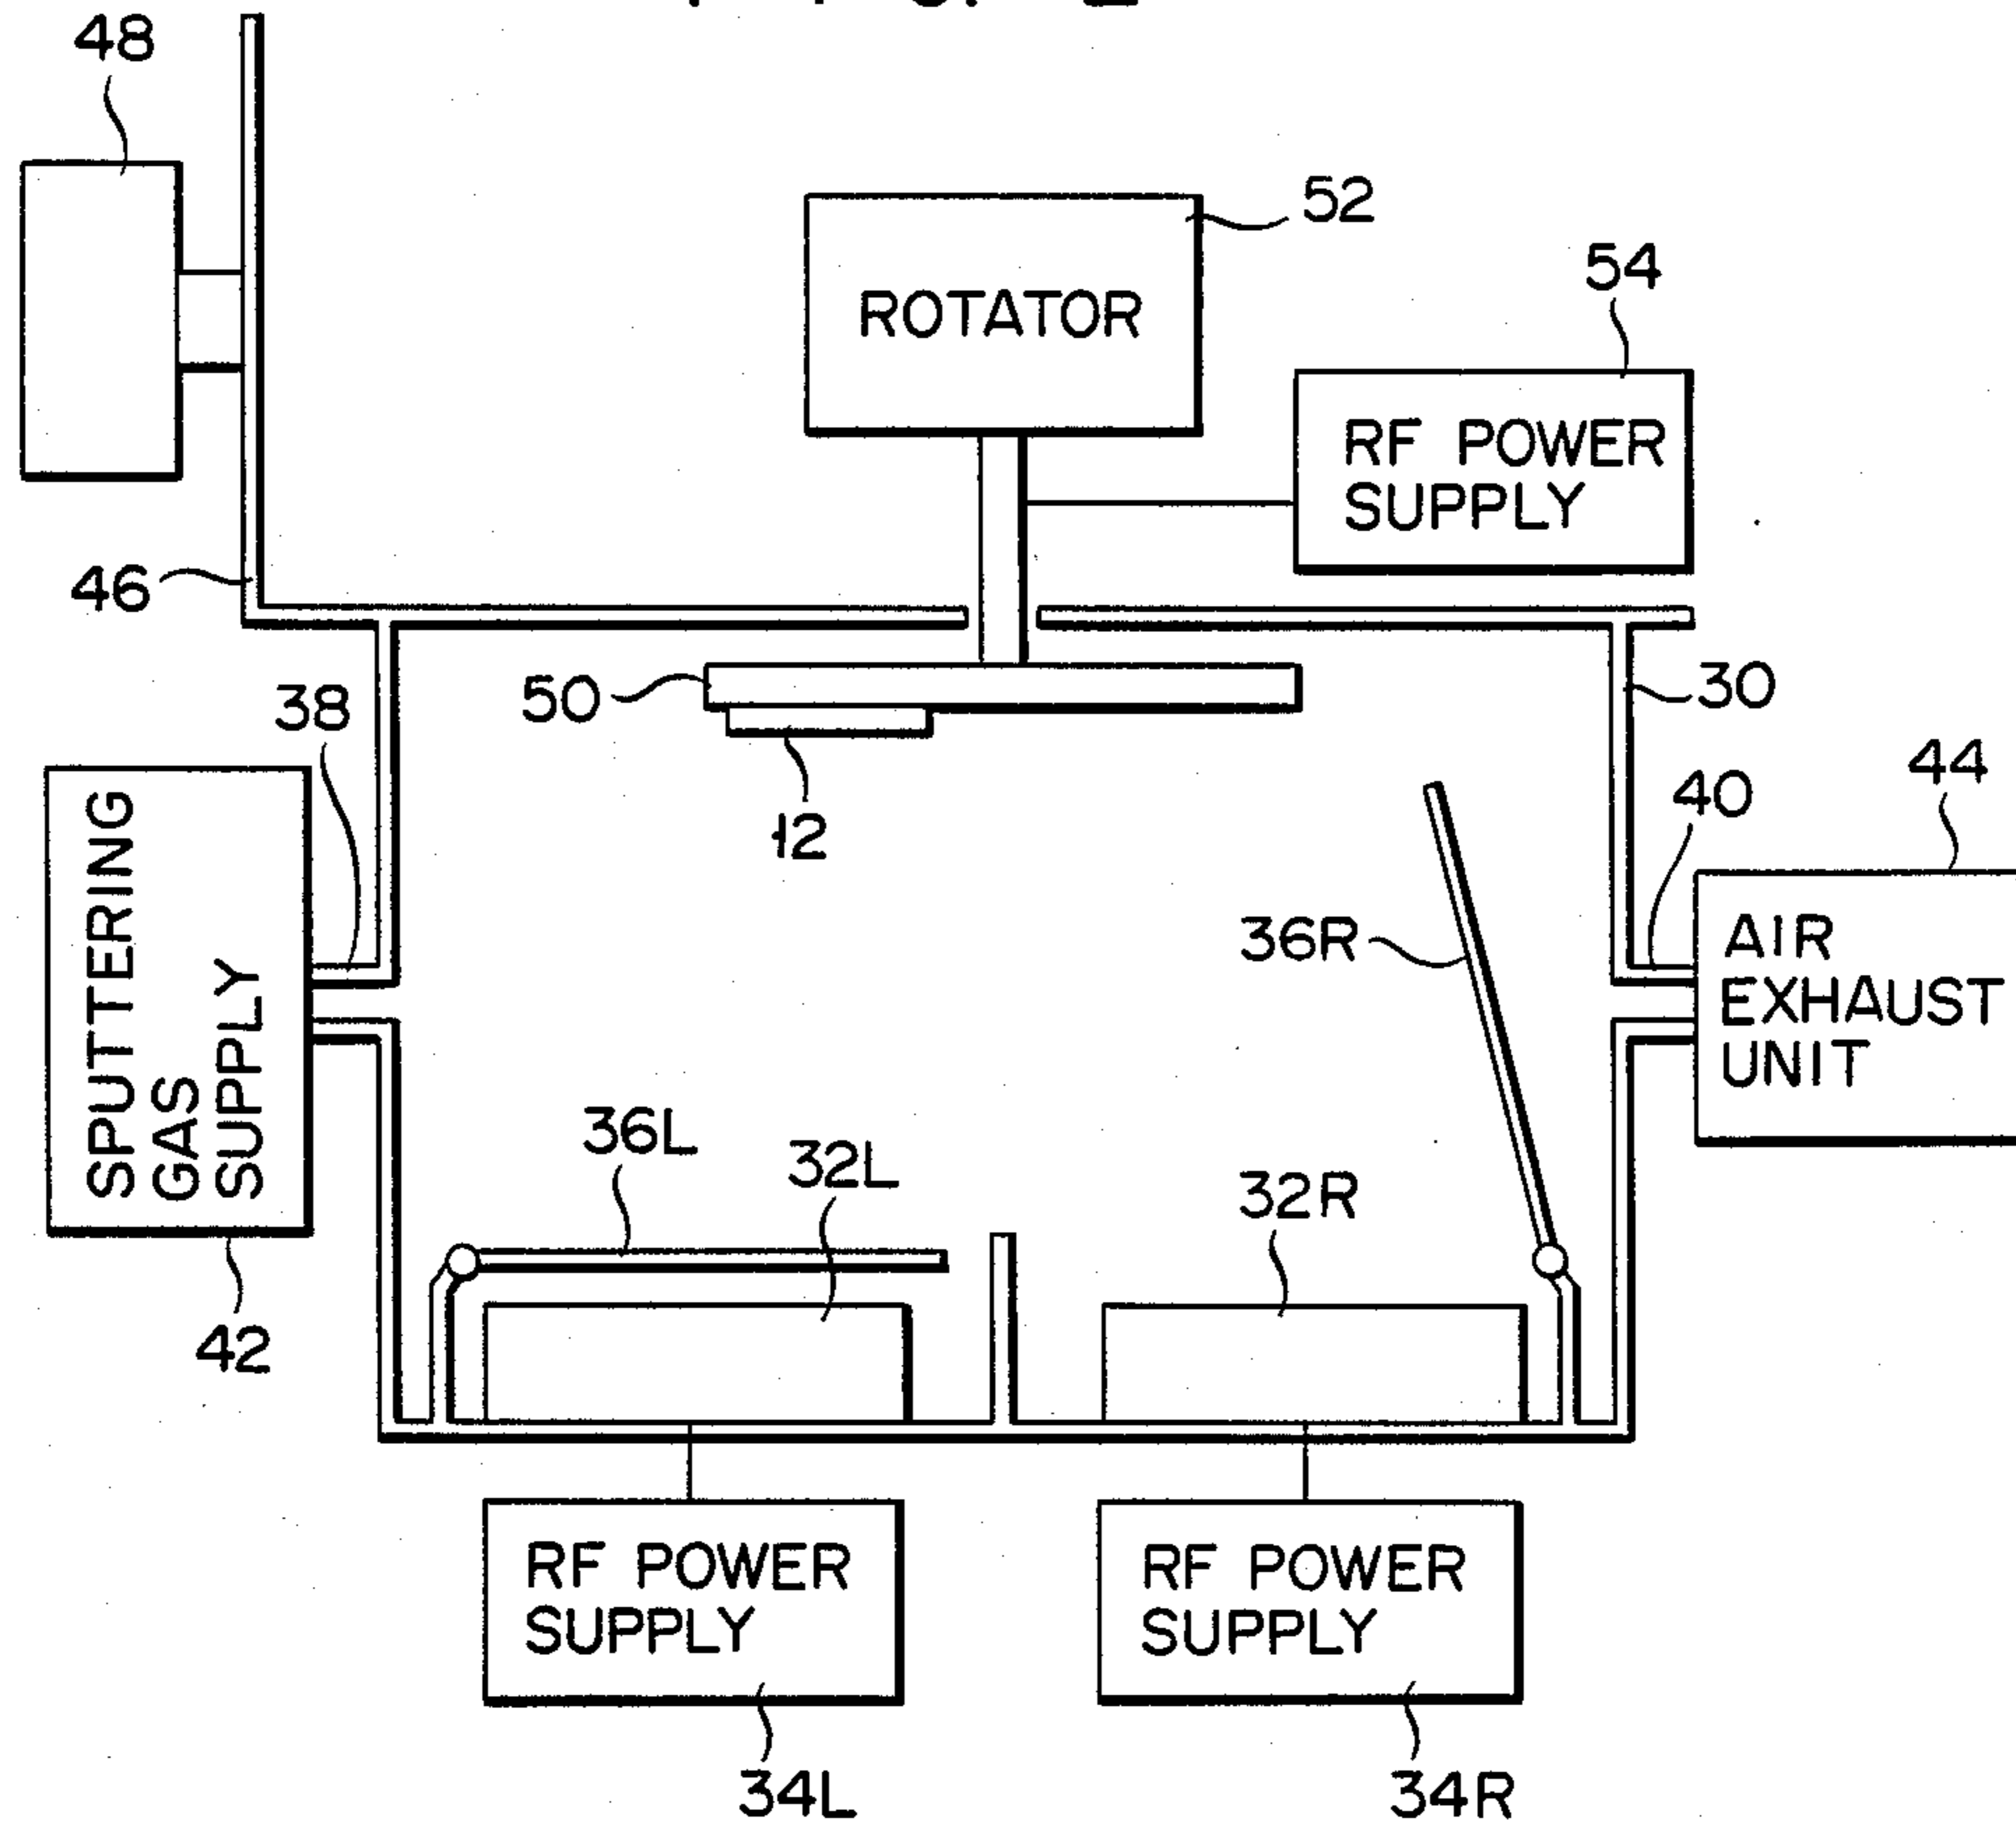 48
52
ROTATOR
54
RF POWER
SUPPLY
46
50
30
38
12
44
40
SPUTTERING
GAS
SUPPLY
36R
AIR
EXHAUST
UNIT
36L
32L
32R
42
RF POWER
SUPPLY
RF POWER
SUPPLY
34L
34R